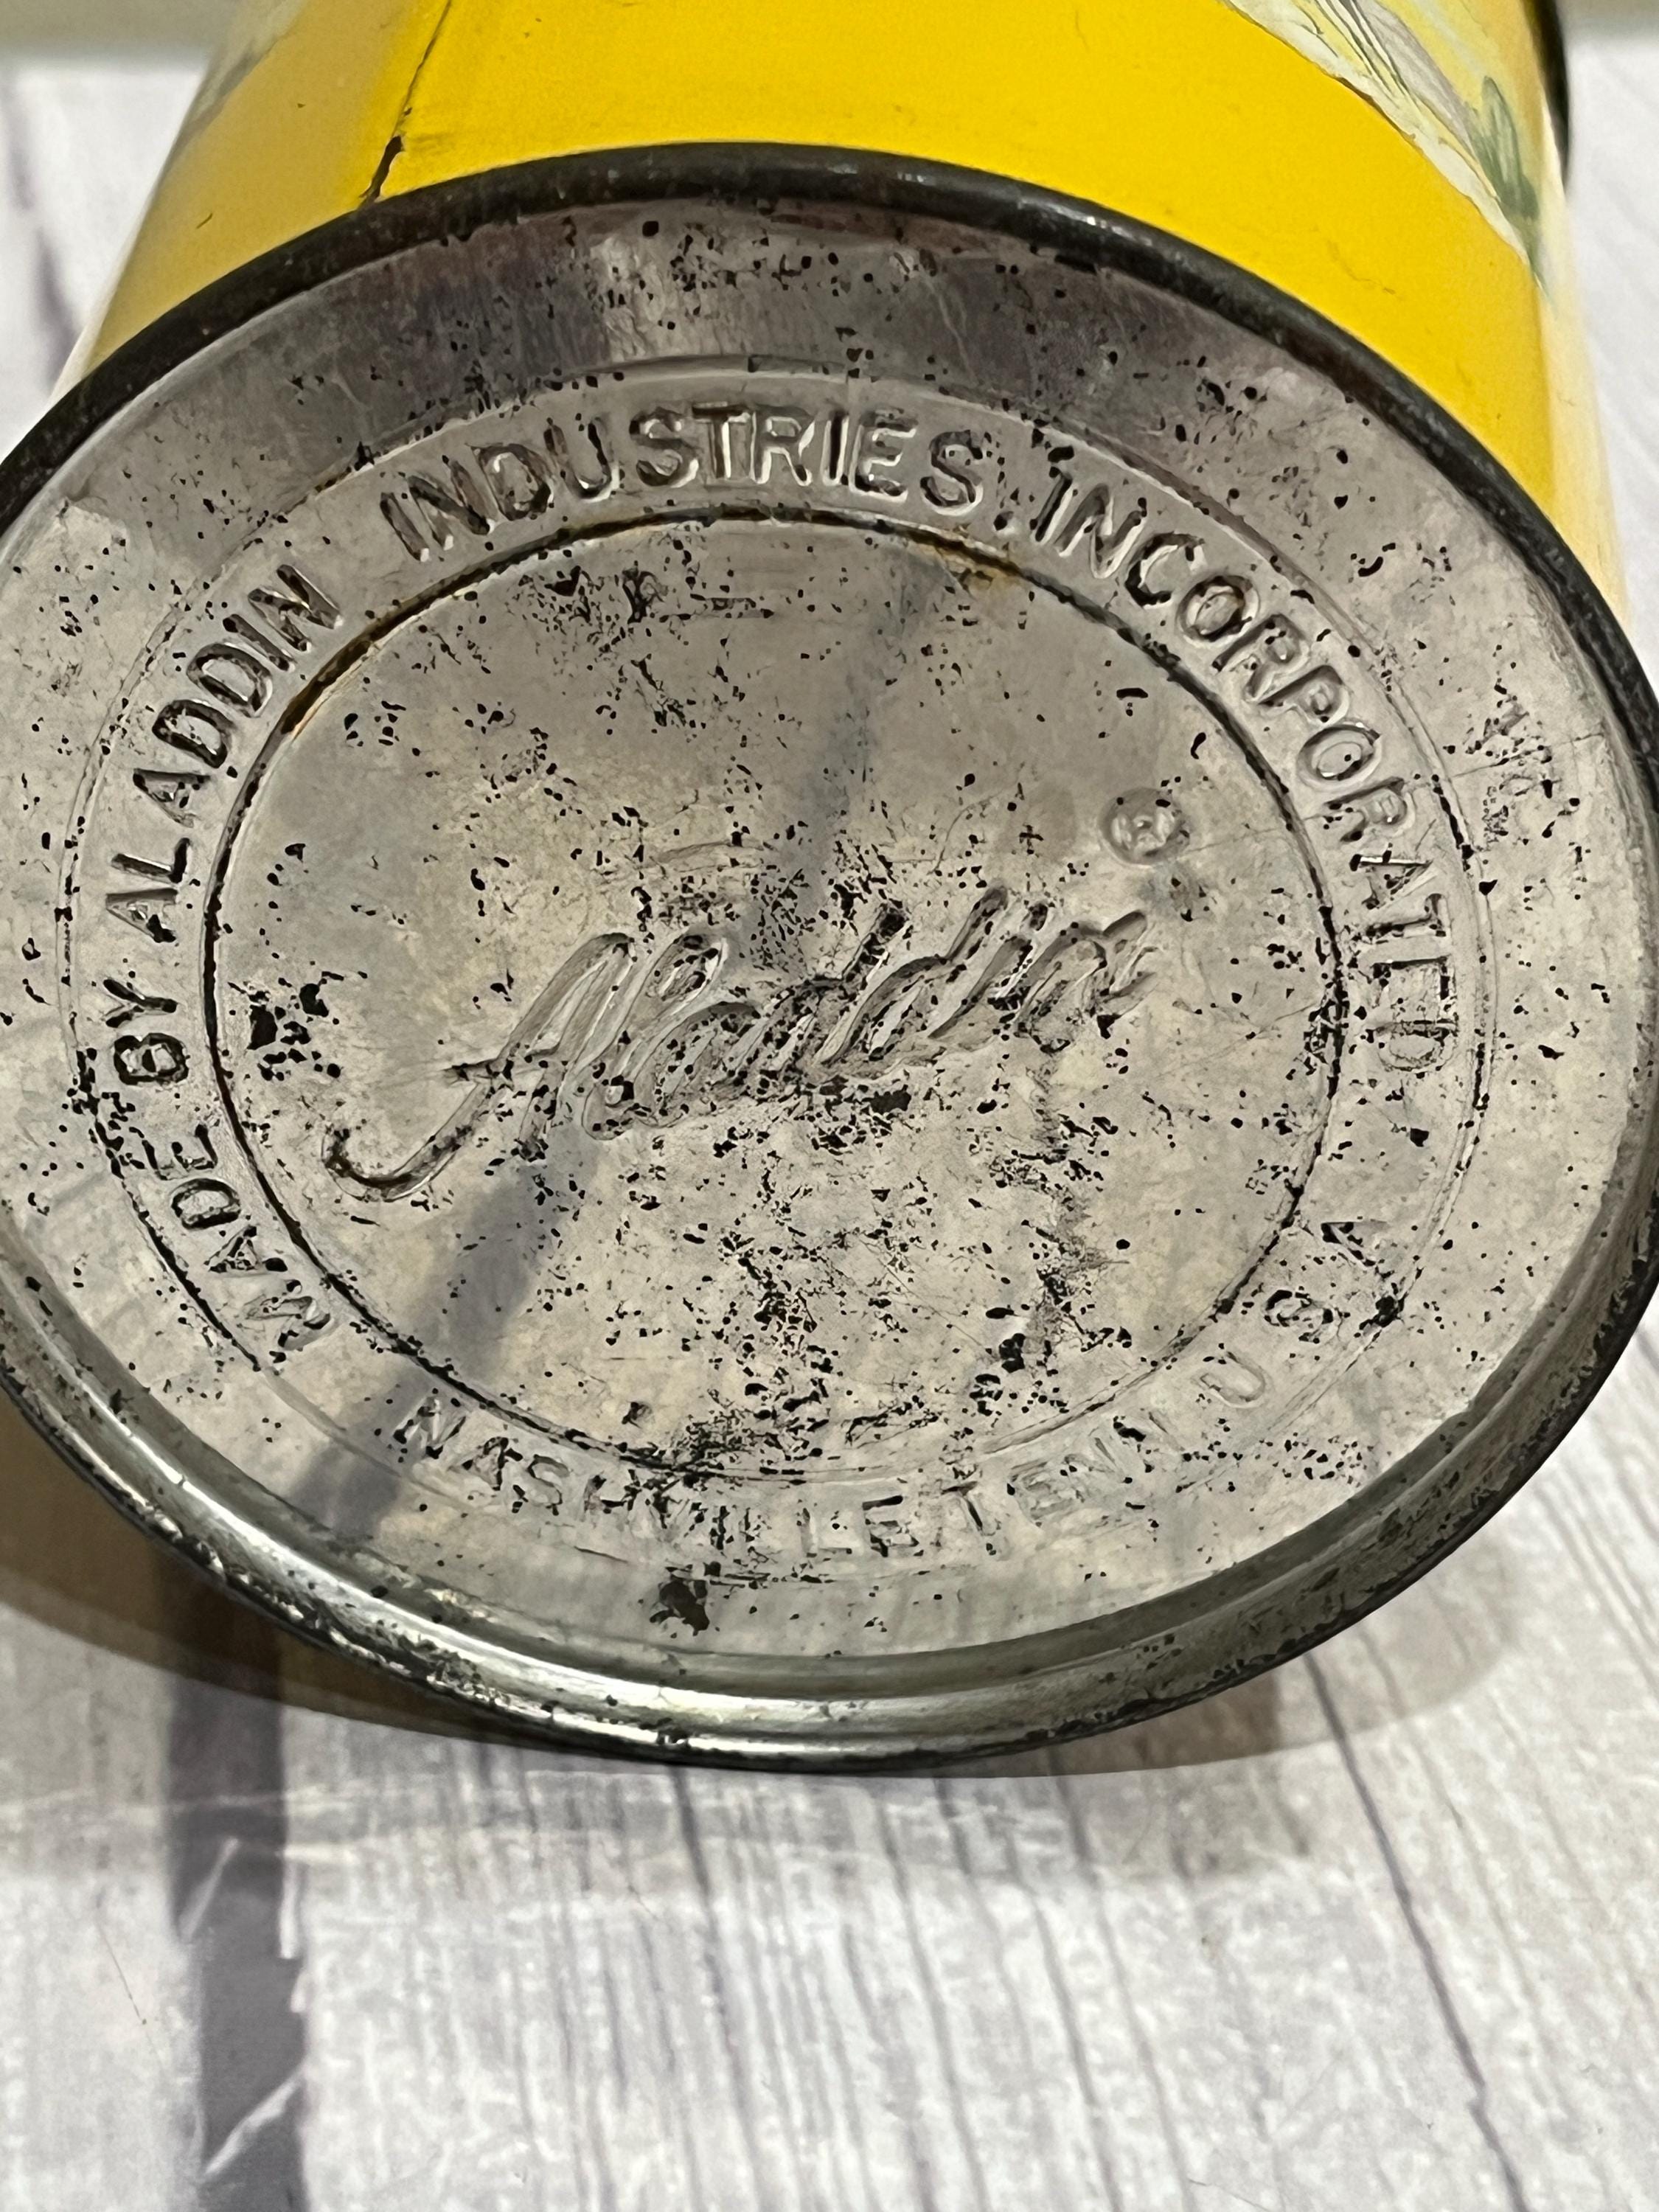 MADE BY ALADDIN INDUSTRIES, INCORPORATED
Aladdin ®
NASHVILLE, TENN U S A